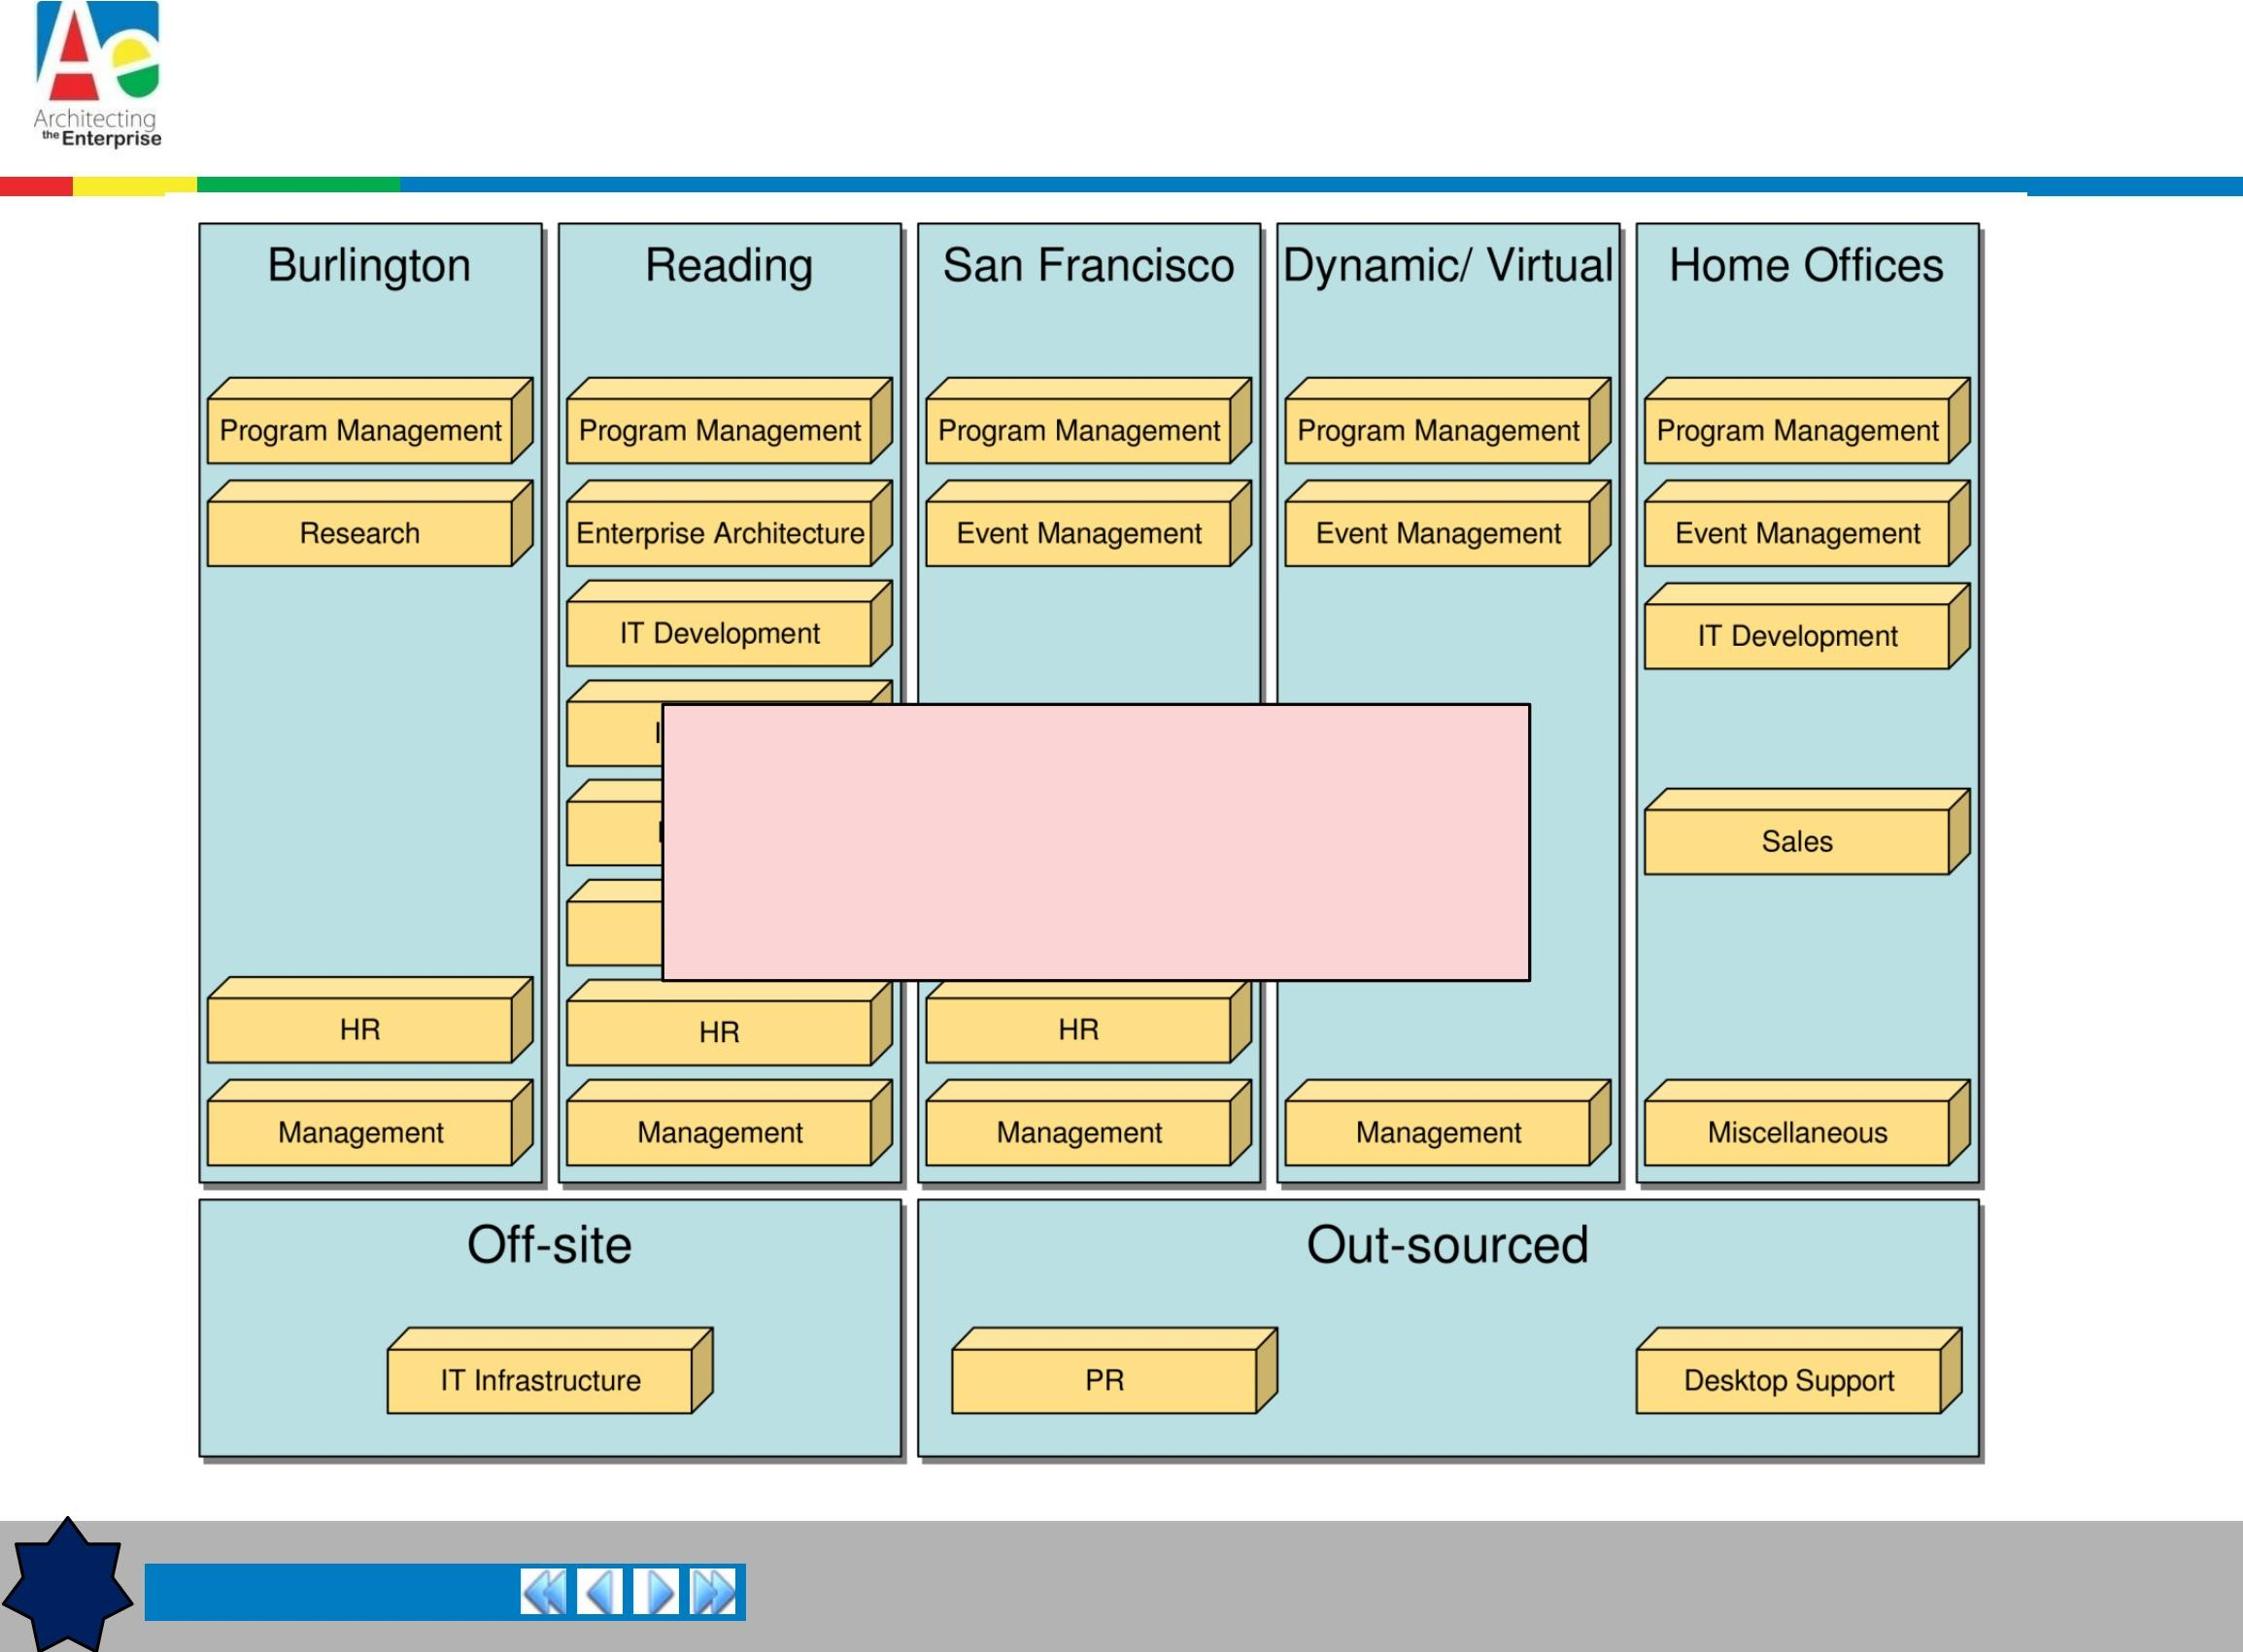 Architecting
the Enterprise
Burlington
Program Management
Research
HR
Management
Reading
Program Management
Enterprise Architecture
IT Development
HR
Management
San Francisco
Program Management
Event Management
HR
Management
Dynamic/ Virtual
Program Management
Event Management
Management
Home Offices
Program Management
Event Management
IT Development
Sales
Miscellaneous
Off-site
IT Infrastructure
Out-sourced
PR
Desktop Support